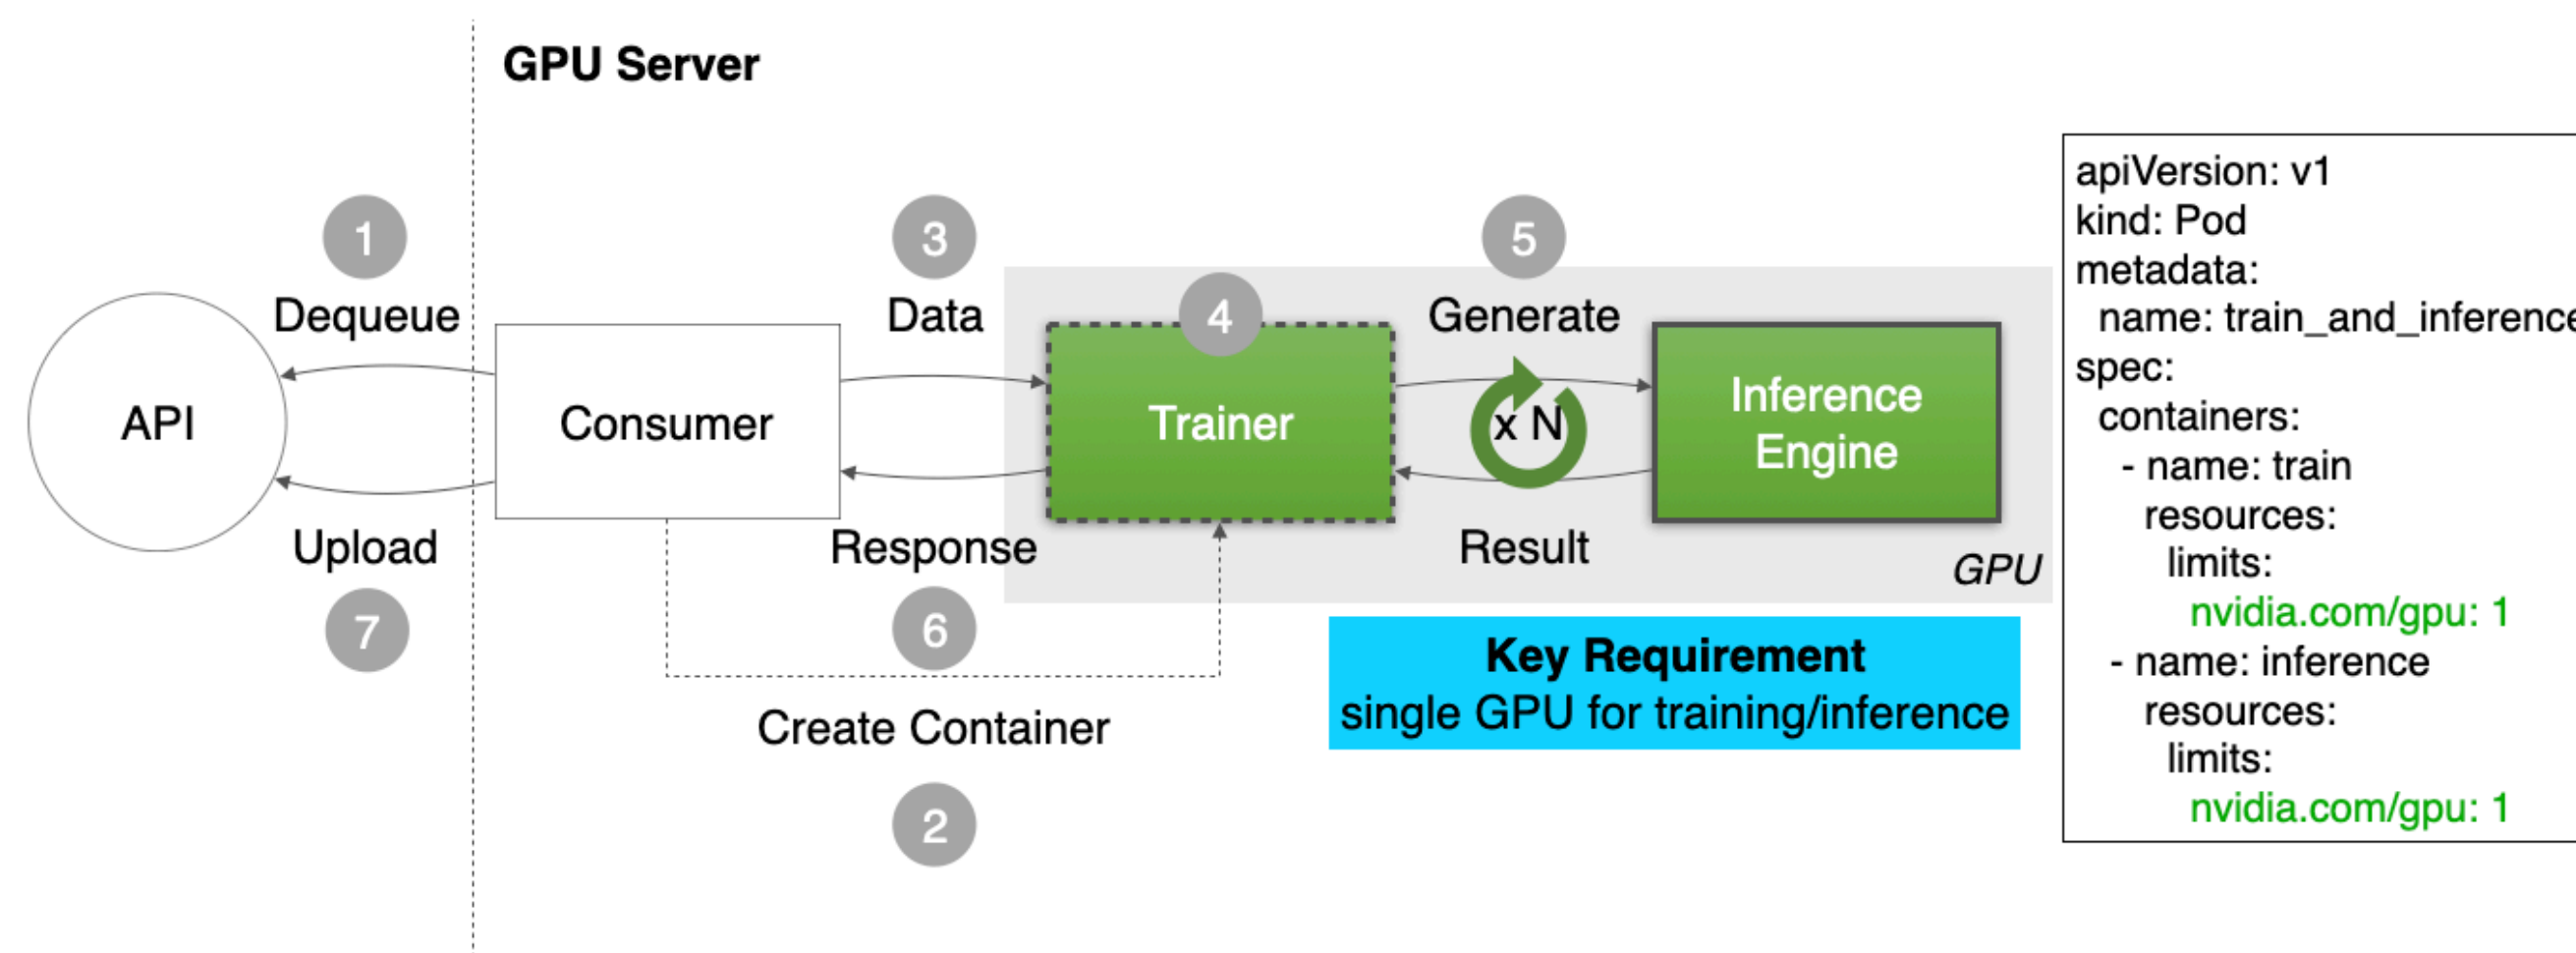 GPU Server
1
Dequeue
API
Upload
7
Consumer
3
Data
Response
6
Create Container
2
4
Trainer
5
Generate
x N
Result
Inference
Engine
GPU
Key Requirement
single GPU for training/inference
apiVersion: v1
kind: Pod
metadata:
name: train_and_inference
spec:
containers:
- name: train
resources:
limits:
nvidia.com/gpu: 1
- name: inference
resources:
limits:
nvidia.com/gpu: 1